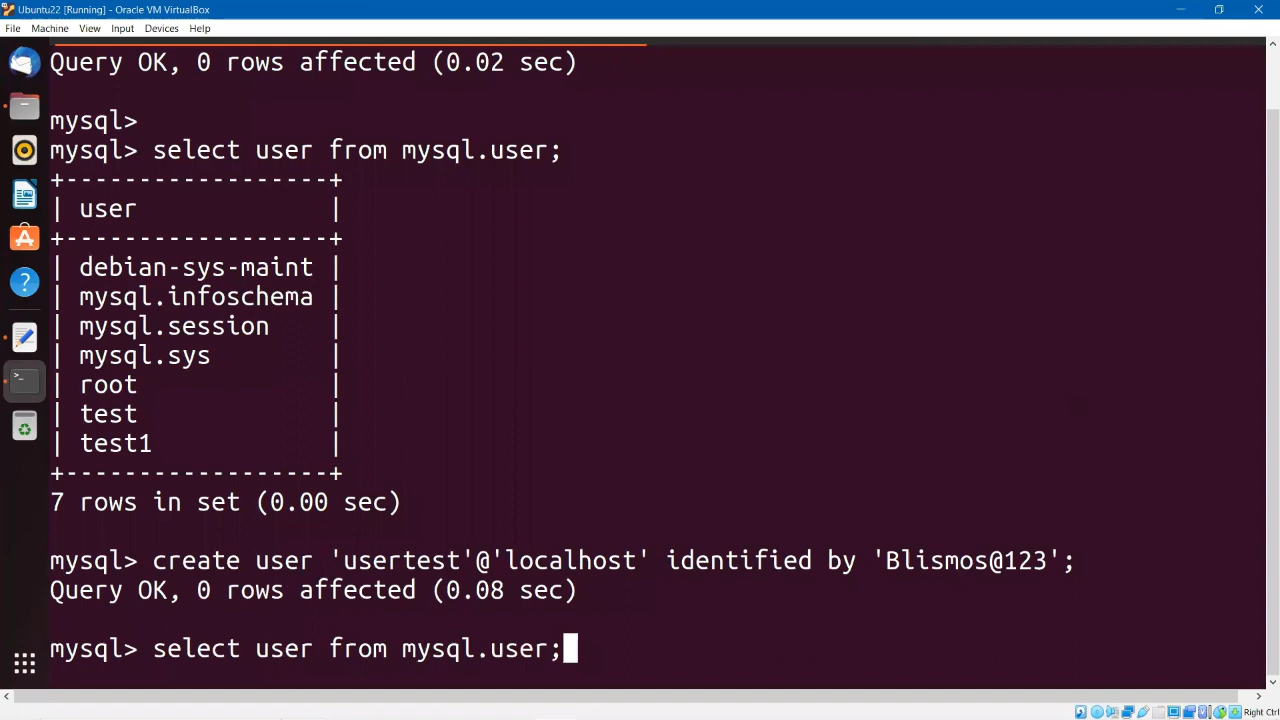 Ubuntu22 [Running] - Oracle VM VirtualBox
File Machine View Input Devices Help
Query OK, 0 rows affected (0.02 sec)
mysql>
mysql> select user from mysql.user;
+------------------+
| user             |
+------------------+
| debian-sys-maint |
| mysql.infoschema |
| mysql.session    |
| mysql.sys        |
| root             |
| test             |
| test1            |
+------------------+
7 rows in set (0.00 sec)
mysql> create user 'usertest'@'localhost' identified by 'Blismos@123';
Query OK, 0 rows affected (0.08 sec)
mysql> select user from mysql.user;
Right Ctrl